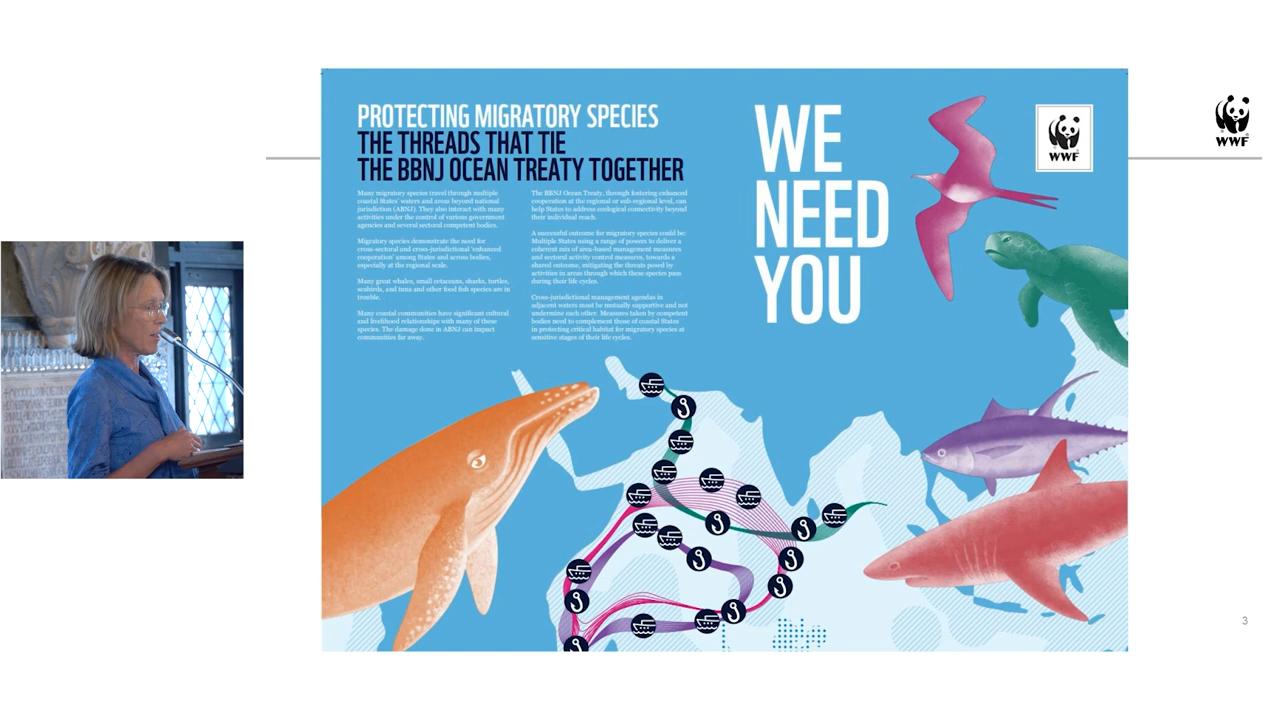 PROTECTING MIGRATORY SPECIES
THE THREADS THAT TIE
THE BBNJ OCEAN TREATY TOGETHER
Many migratory species travel through multiple
coastal States' waters and areas beyond national
jurisdiction (ABNJ). They also interact with many
activities under the control of various government
agencies and several sectoral competent bodies.
Migratory species demonstrate the need for
cross-sectoral and cross-jurisdictional 'enhanced
cooperation' among States and across bodies,
especially at the regional scale.
Many great whales, small cetaceans, sharks, turtles,
seabirds, and tuna and other food fish species are in
trouble.
Many coastal communities have significant cultural
and livelihood relationships with many of these
species. The damage done in ABNJ can impact
communities far away.
The BBNJ Ocean Treaty, through fostering enhanced
cooperation at the regional or sub-regional level, can
help States to address ecological connectivity beyond
their individual reach.
A successful outcome for migratory species could be:
Multiple States using a range of powers to deliver a
coherent mix of area-based management measures
and sectoral activity control measures, towards a
shared outcome, mitigating the threats posed by
activities in areas through which these species pass
during their life cycles.
Cross-jurisdictional management agendas in
adjacent waters must be mutually supportive and not
undermine each other. Measures taken by competent
bodies need to complement those of coastal States
in protecting critical habitat for migratory species at
sensitive stages of their life cycles.
WE
NEED
YOU
WWF
WWF
3